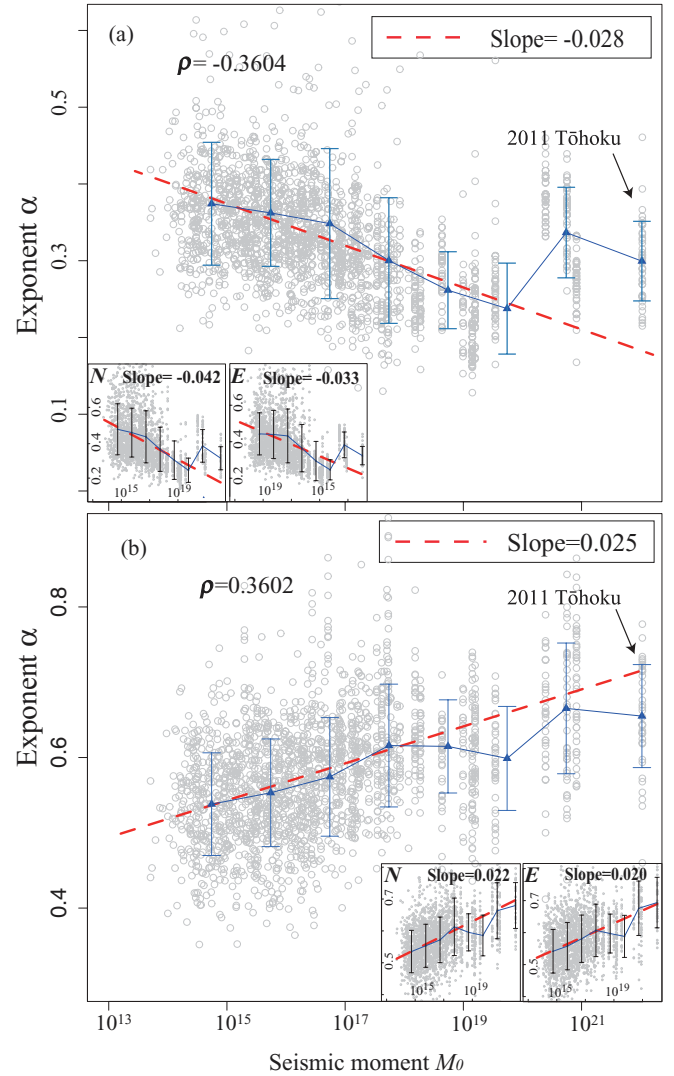 (a)
Slope= -0.028
ρ= -0.3604
0.5
2011 Tōhoku
Exponent α
0.3
0.1
N Slope= -0.042
0.6
0.4
0.2
10^15 10^19
E Slope= -0.033
0.6
0.4
0.2
10^19 10^15
(b)
Slope=0.025
ρ=0.3602
0.8
2011 Tōhoku
Exponent α
0.6
0.4
N Slope=0.022
0.7
0.5
10^15 10^19
E Slope=0.020
0.7
0.5
10^15 10^19
10^13 10^15 10^17 10^19 10^21
Seismic moment M0